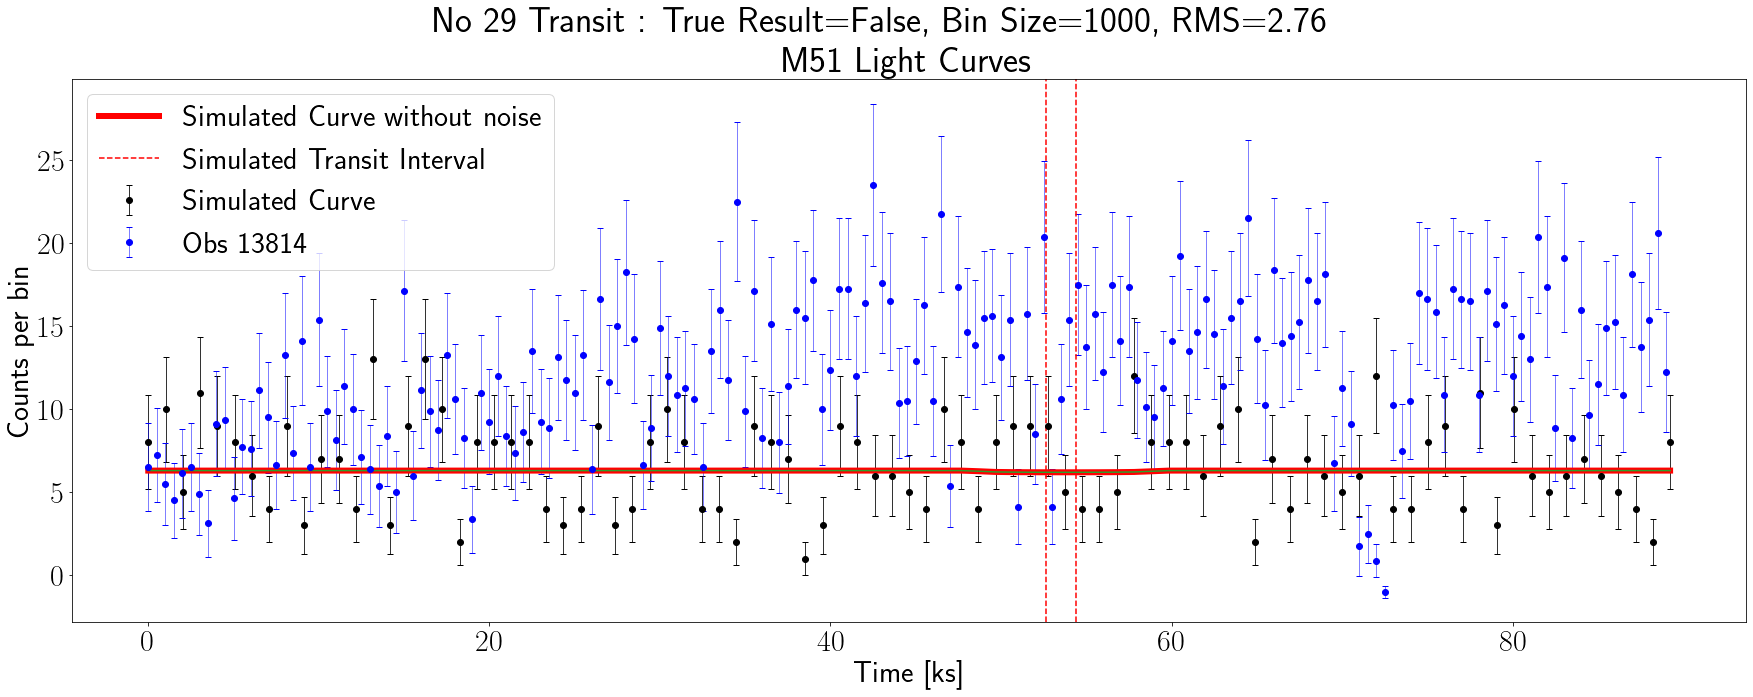 No 29 Transit : True Result=False, Bin Size=1000, RMS=2.76
M51 Light Curves
Simulated Curve without noise
Simulated Transit Interval
Simulated Curve
Obs 13814
Counts per bin
25
20
15
10
5
0
0 20 40 60 80
Time [ks]